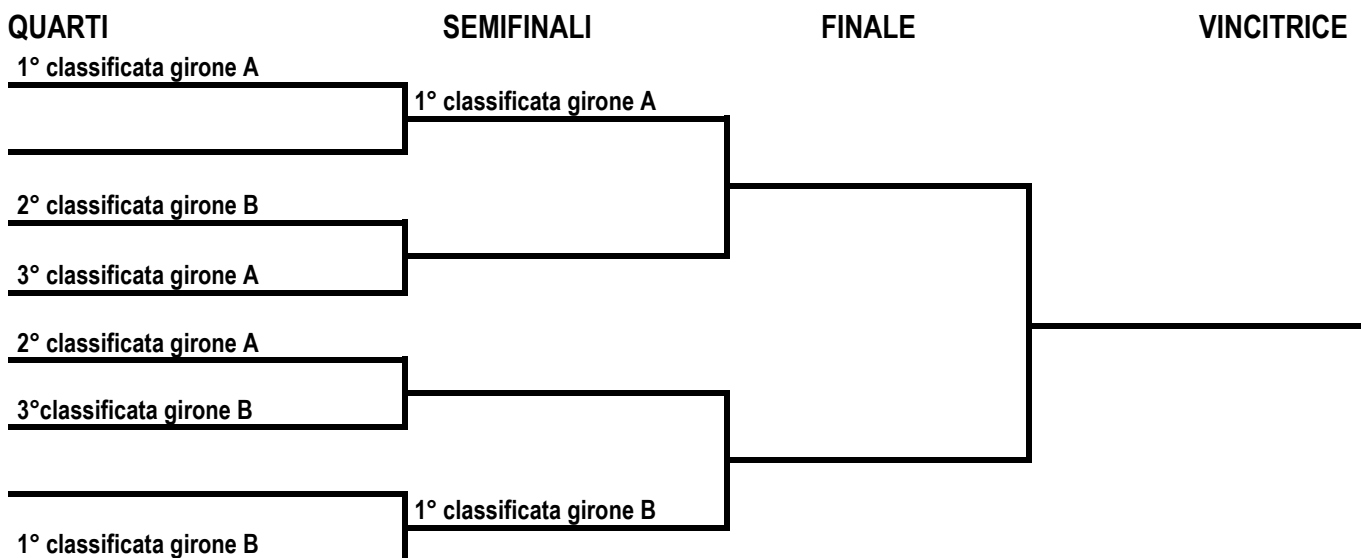 QUARTI SEMIFINALI FINALE VINCITRICE
1° classificata girone A
1° classificata girone A
2° classificata girone B
3° classificata girone A
2° classificata girone A
3°classificata girone B
1° classificata girone B
1° classificata girone B